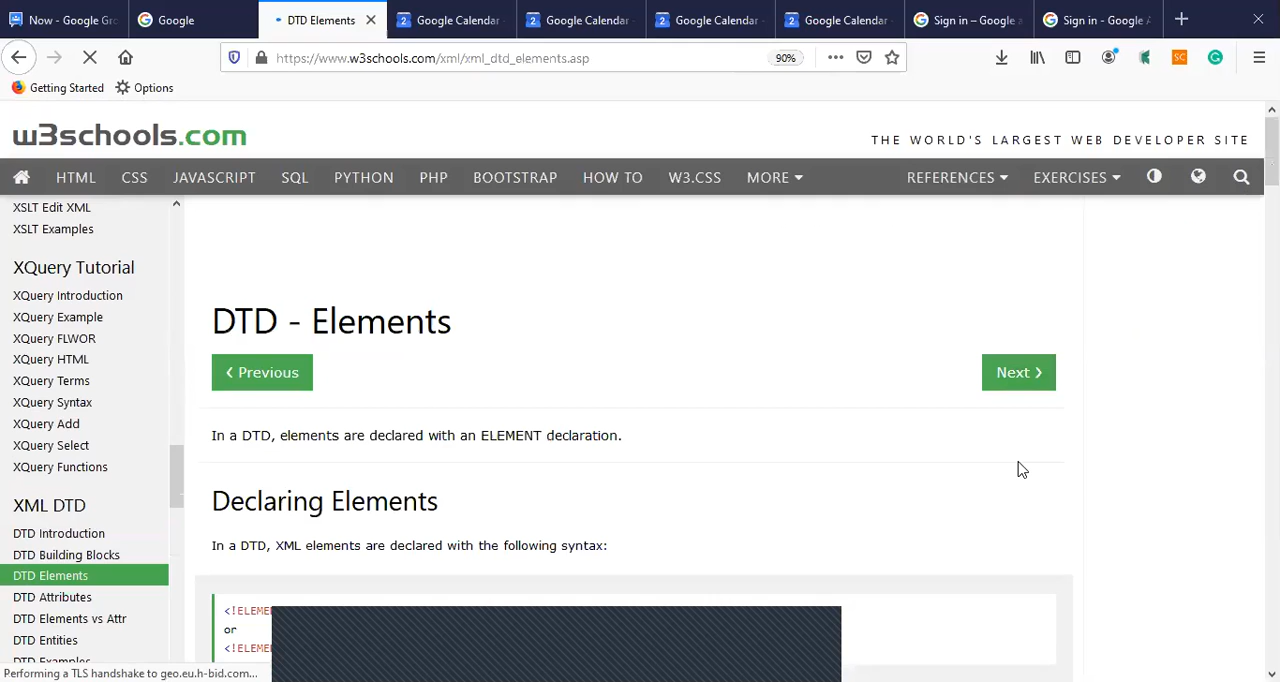 Now - Google Gro
Google
DTD Elements
Google Calendar
Google Calendar
Google Calendar
Google Calendar
Sign in – Google a
Sign in - Google A
https://www.w3schools.com/xml/xml_dtd_elements.asp
90%
SC
Getting Started
Options
w3schools.com
THE WORLD'S LARGEST WEB DEVELOPER SITE
HTML
CSS
JAVASCRIPT
SQL
PYTHON
PHP
BOOTSTRAP
HOW TO
W3.CSS
MORE
REFERENCES
EXERCISES
XSLT Edit XML
XSLT Examples
XQuery Tutorial
XQuery Introduction
XQuery Example
XQuery FLWOR
XQuery HTML
XQuery Terms
XQuery Syntax
XQuery Add
XQuery Select
XQuery Functions
XML DTD
DTD Introduction
DTD Building Blocks
DTD Elements
DTD Attributes
DTD Elements vs Attr
DTD Entities
DTD Examples
DTD - Elements
❮ Previous
Next ❯
In a DTD, elements are declared with an ELEMENT declaration.
Declaring Elements
In a DTD, XML elements are declared with the following syntax:
<!ELEME
or
<!ELEME
Performing a TLS handshake to geo.eu.h-bid.com...